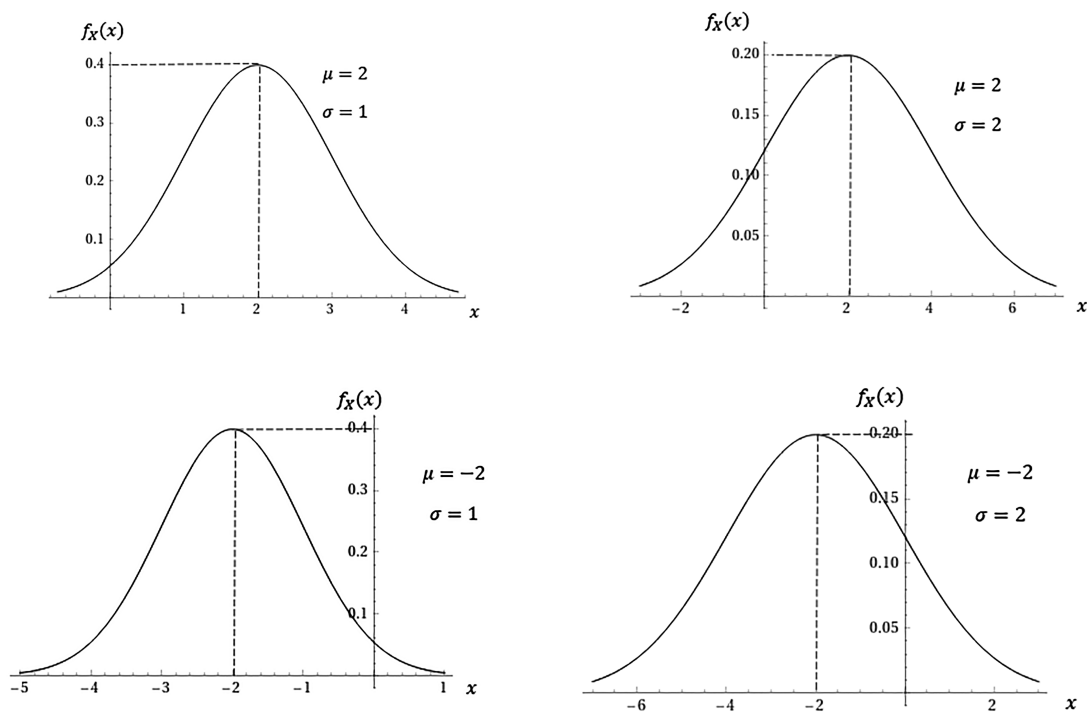 f_X(x)
0.4
0.3
0.2
0.1
1 2 3 4 x
μ = 2
σ = 1
f_X(x)
0.20
0.15
0.10
0.05
−2 2 4 6 x
μ = 2
σ = 2
f_X(x)
0.4
0.3
0.2
0.1
−5 −4 −3 −2 −1 1 x
μ = −2
σ = 1
f_X(x)
0.20
0.15
0.10
0.05
−6 −4 −2 2 x
μ = −2
σ = 2